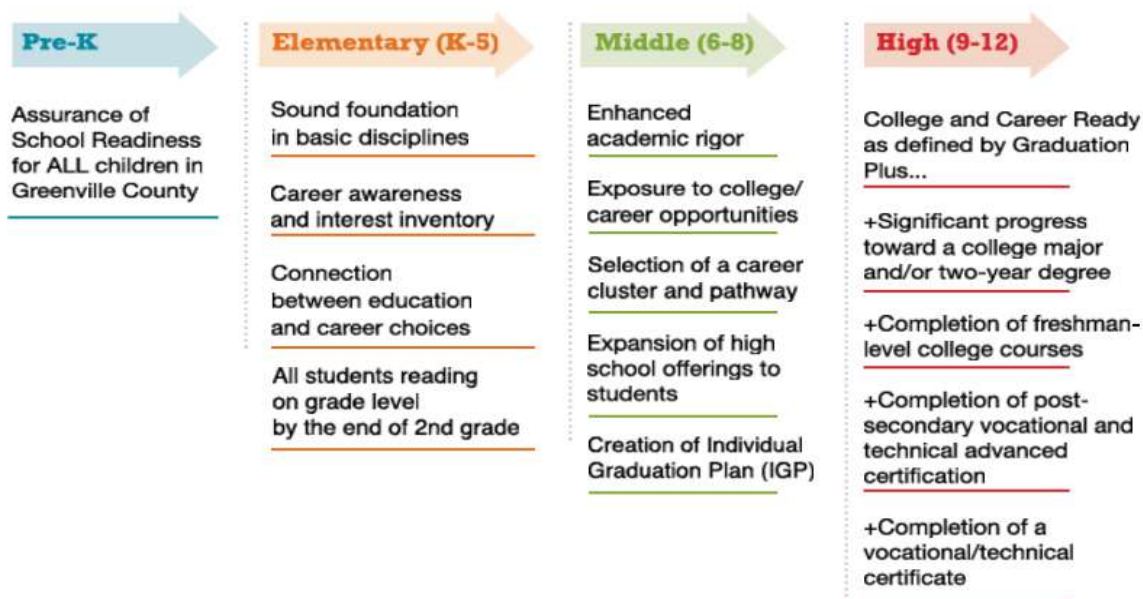 Pre-K
Assurance of
School Readiness
for ALL children in
Greenville County
Elementary (K-5)
Sound foundation
in basic disciplines
Career awareness
and interest inventory
Connection
between education
and career choices
All students reading
on grade level
by the end of 2nd grade
Middle (6-8)
Enhanced
academic rigor
Exposure to college/
career opportunities
Selection of a career
cluster and pathway
Expansion of high
school offerings to
students
Creation of Individual
Graduation Plan (IGP)
High (9-12)
College and Career Ready
as defined by Graduation
Plus...
+Significant progress
toward a college major
and/or two-year degree
+Completion of freshman-
level college courses
+Completion of post-
secondary vocational and
technical advanced
certification
+Completion of a
vocational/technical
certificate